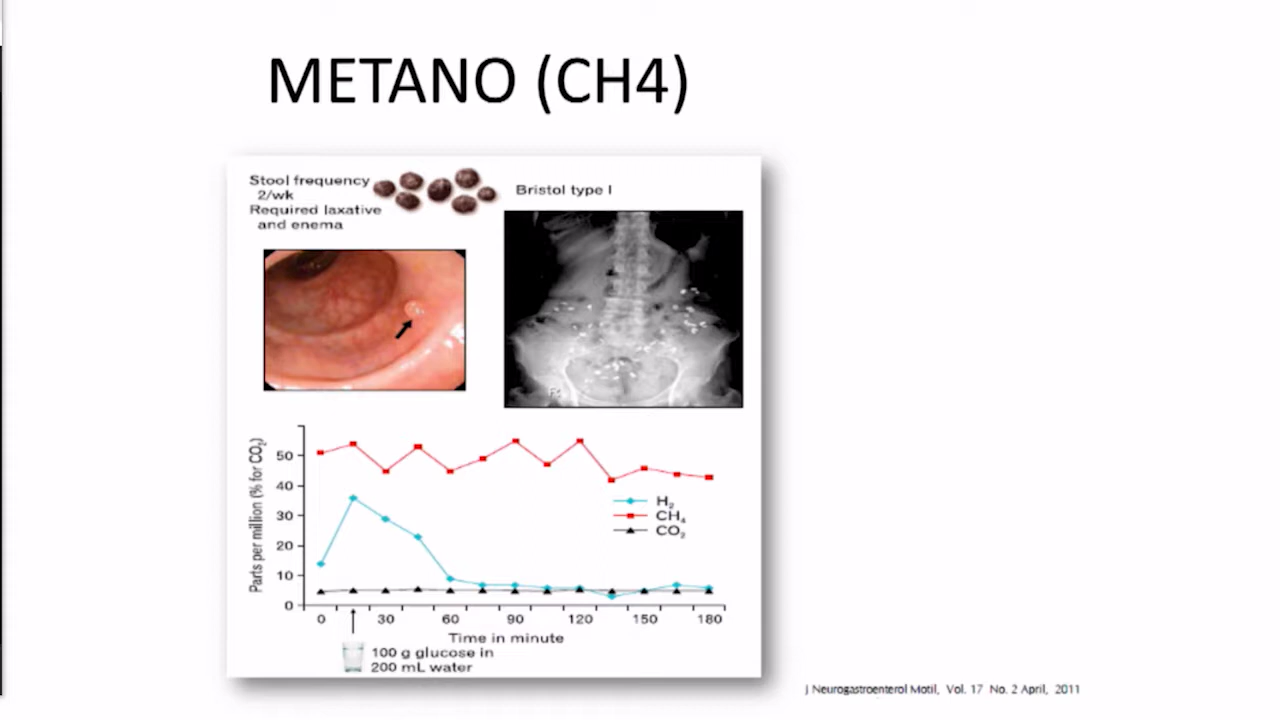 METANO (CH4)
Stool frequency
2/wk
Required laxative
and enema
Bristol type I
Parts per million (% for CO₂)
50
40
30
20
10
0
H₂
CH₄
CO₂
0 30 60 90 120 150 180
Time in minute
100 g glucose in
200 mL water
J Neurogastroenterol Motil, Vol. 17 No. 2 April, 2011